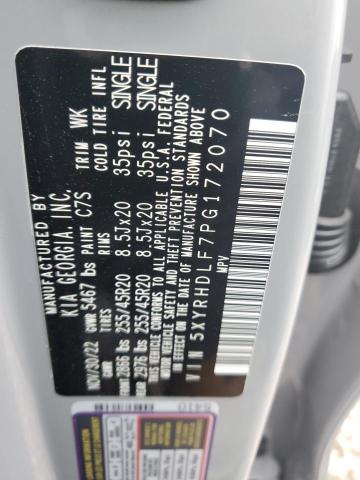 MANUFACTURED BY
KIA GEORGIA, INC.
NOV/30/22 GVWR 5467 lbs PAINT C7S TRIM WK
TIRES RIMS COLD TIRE INFL
2866 lbs 255/45R20 8.5Jx20 35psi SINGLE
2976 lbs 255/45R20 8.5Jx20 35psi SINGLE
VEHICLE CONFORMS TO ALL APPLICABLE U.S.A. FEDERAL
MOTOR VEHICLE SAFETY AND THEFT PREVENTION STANDARDS
IN EFFECT ON THE DATE OF MANUFACTURE SHOWN ABOVE
VIN 5XYRHDLF7PG172070
MPV
5410